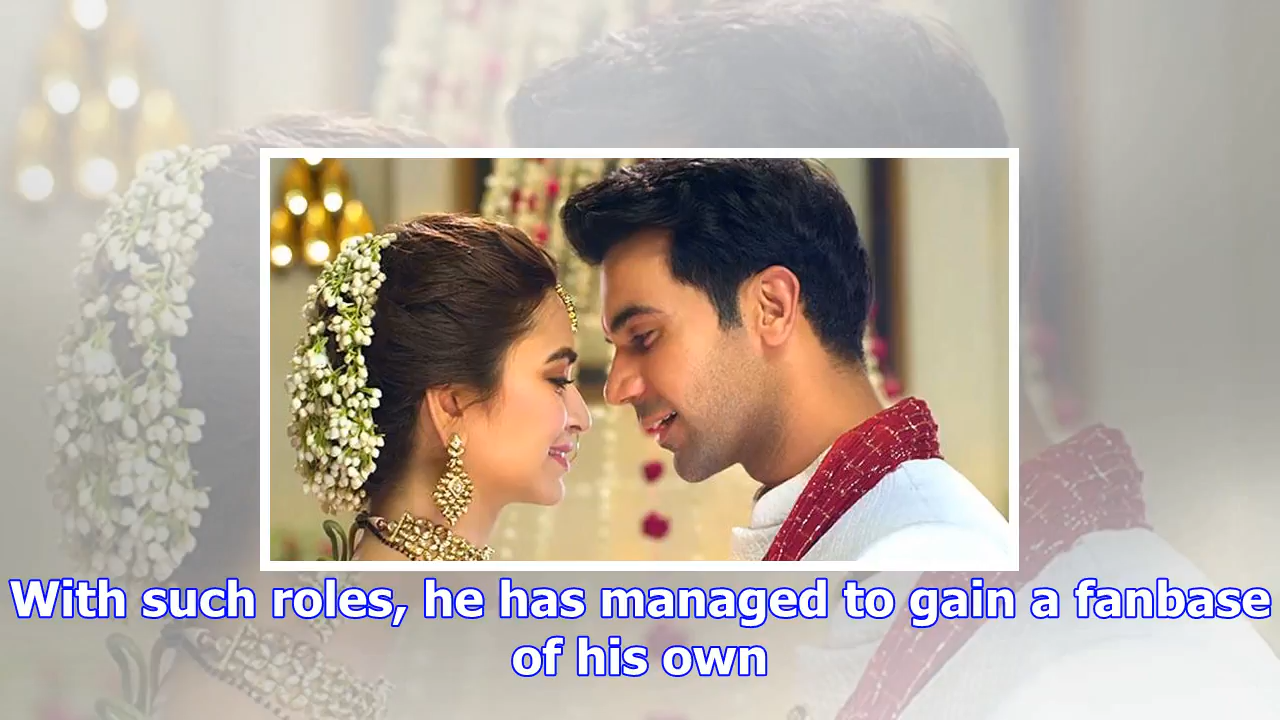 With such roles, he has managed to gain a fanbase
of his own